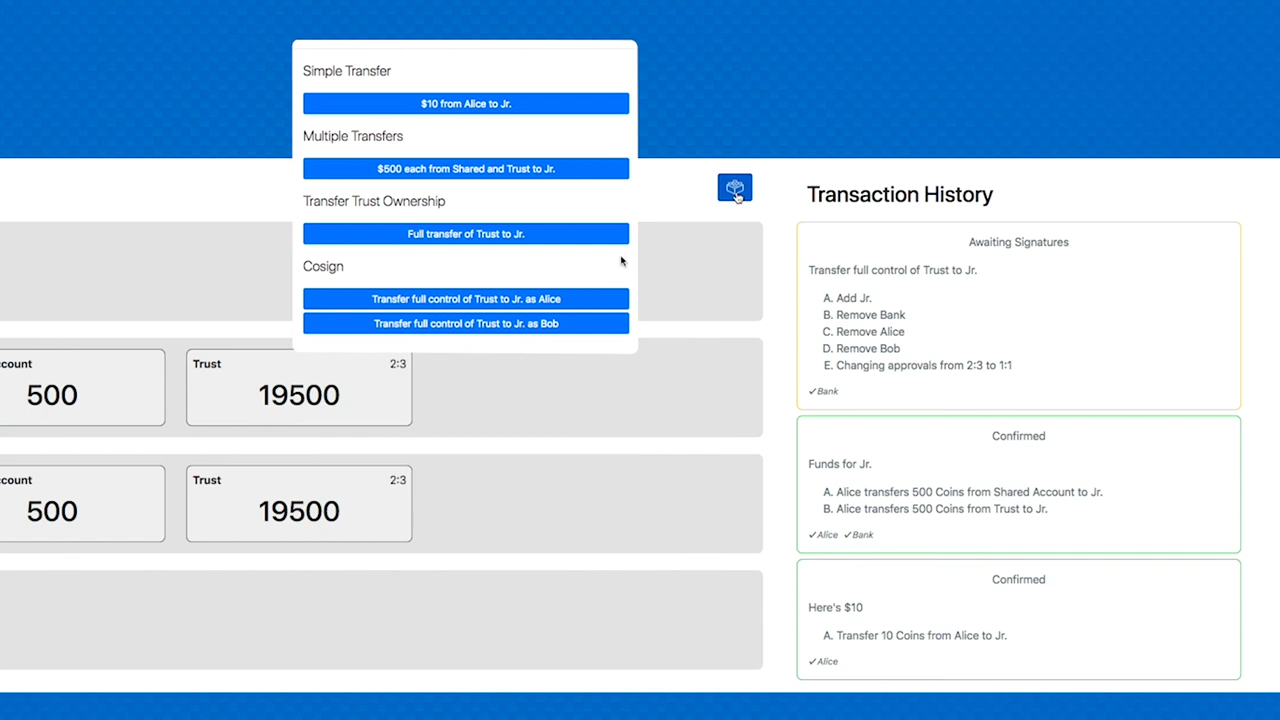 Simple Transfer
$10 from Alice to Jr.
Multiple Transfers
$500 each from Shared and Trust to Jr.
Transfer Trust Ownership
Full transfer of Trust to Jr.
Cosign
Transfer full control of Trust to Jr. as Alice
Transfer full control of Trust to Jr. as Bob
ccount
500
Trust 2:3
19500
ccount
500
Trust 2:3
19500
Transaction History
Awaiting Signatures
Transfer full control of Trust to Jr.
A. Add Jr.
B. Remove Bank
C. Remove Alice
D. Remove Bob
E. Changing approvals from 2:3 to 1:1
✓Bank
Confirmed
Funds for Jr.
A. Alice transfers 500 Coins from Shared Account to Jr.
B. Alice transfers 500 Coins from Trust to Jr.
✓Alice ✓Bank
Confirmed
Here's $10
A. Transfer 10 Coins from Alice to Jr.
✓Alice